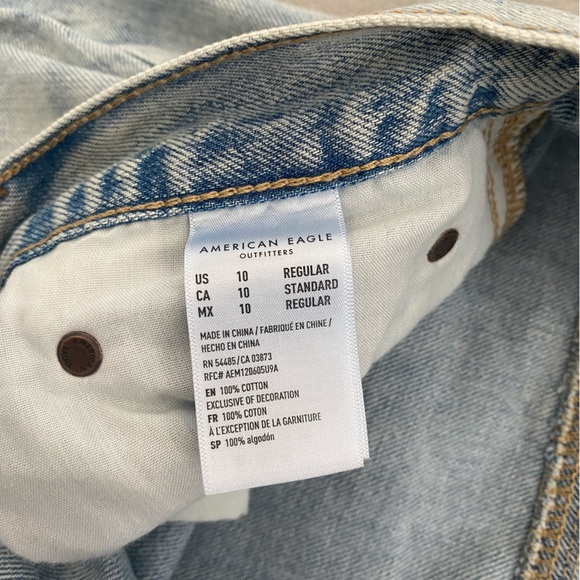 AMERICAN EAGLE
OUTFITTERS
US 10 REGULAR
CA 10 STANDARD
MX 10 REGULAR
MADE IN CHINA / FABRIQUÉ EN CHINE /
HECHO EN CHINA
RN 54485/CA 03873
RFC# AEM120605U9A
EN 100% COTTON
EXCLUSIVE OF DECORATION
FR 100% COTON
À L'EXCEPTION DE LA GARNITURE
SP 100% algodón